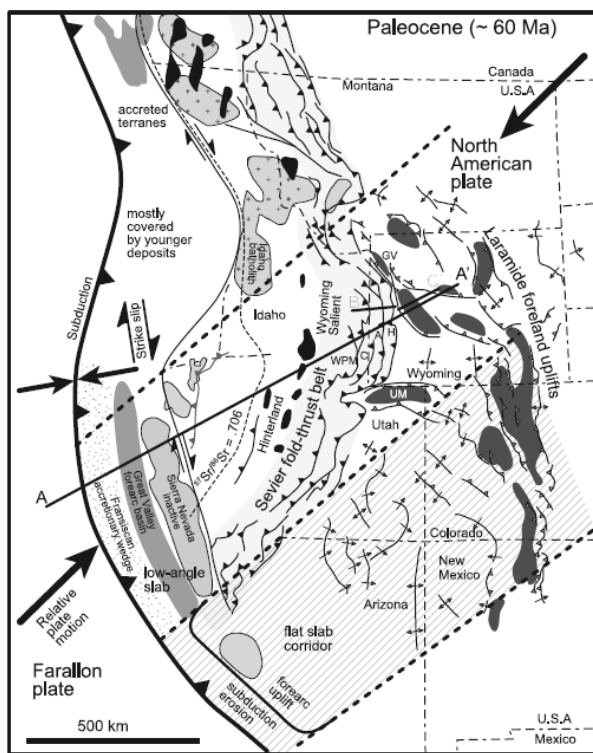 Paleocene (~ 60 Ma)
Canada
U.S.A
Montana
accreted
terranes
North
American
plate
mostly
covered
by younger
deposits
Idaho
batholith
Subduction
Strike slip
GV
B
C
A'
Laramide foreland uplifts
Idaho
Wyoming
Salient
WPM
C
A
H
Wyoming
UM
Utah
Hinterland
Sevier fold-thrust belt
87Sr/86Sr = .706
A
Fransiscan
accretionary wedge
Great Valley
forearc basin
Sierra Nevada
inactive
low-angle
slab
Colorado
New
Mexico
Arizona
Relative
plate
motion
flat slab
corridor
Farallon
plate
forearc
uplift
subduction
erosion
500 km
U.S.A
Mexico